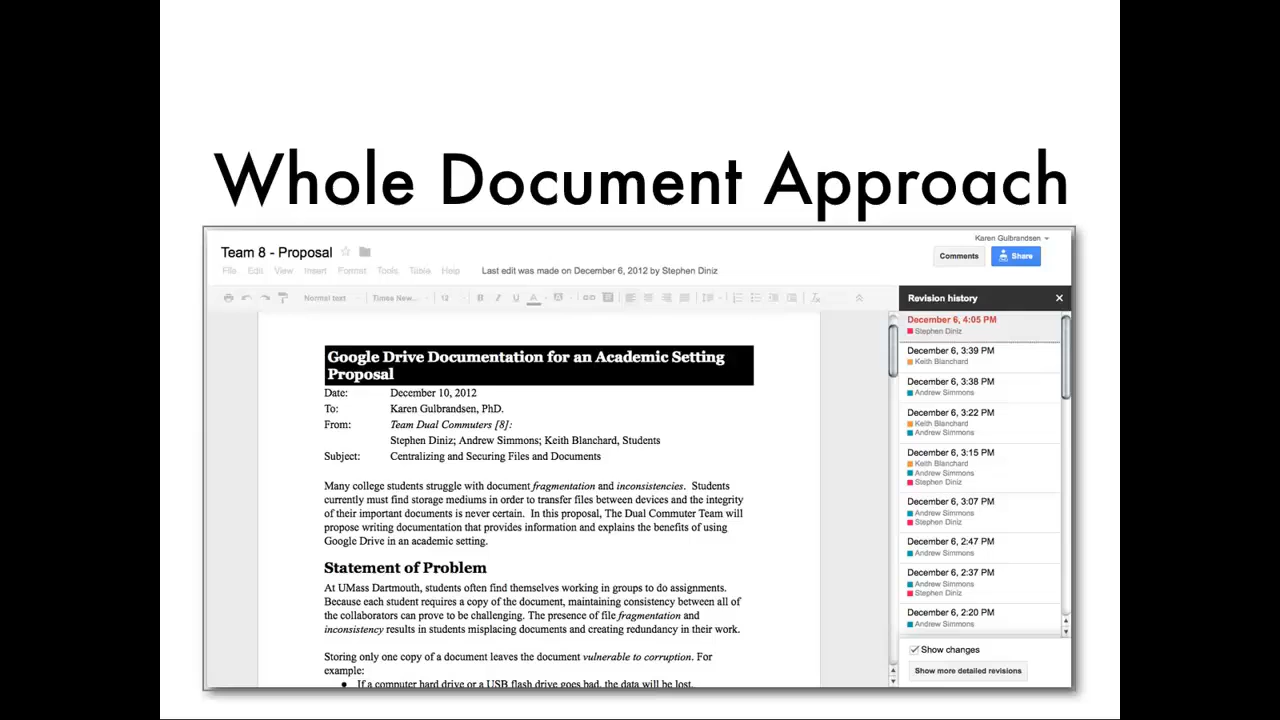 Whole Document Approach
Karen Gulbrandsen
Team 8 - Proposal
Comments
Share
File Edit View Insert Format Tools Table Help
Last edit was made on December 6, 2012 by Stephen Diniz
Normal text
Times New...
12
B I U A A
Google Drive Documentation for an Academic Setting
Proposal
Date: December 10, 2012
To: Karen Gulbrandsen, PhD.
From: Team Dual Commuters [8]:
Stephen Diniz; Andrew Simmons; Keith Blanchard, Students
Subject: Centralizing and Securing Files and Documents
Many college students struggle with document fragmentation and inconsistencies. Students
currently must find storage mediums in order to transfer files between devices and the integrity
of their important documents is never certain. In this proposal, The Dual Commuter Team will
propose writing documentation that provides information and explains the benefits of using
Google Drive in an academic setting.
Statement of Problem
At UMass Dartmouth, students often find themselves working in groups to do assignments.
Because each student requires a copy of the document, maintaining consistency between all of
the collaborators can prove to be challenging. The presence of file fragmentation and
inconsistency results in students misplacing documents and creating redundancy in their work.
Storing only one copy of a document leaves the document vulnerable to corruption. For
example:
● If a computer hard drive or a USB flash drive goes bad, the data will be lost.
Revision history
December 6, 4:05 PM
Stephen Diniz
December 6, 3:39 PM
Keith Blanchard
December 6, 3:38 PM
Andrew Simmons
December 6, 3:22 PM
Keith Blanchard
Andrew Simmons
December 6, 3:15 PM
Keith Blanchard
Andrew Simmons
Stephen Diniz
December 6, 3:07 PM
Andrew Simmons
Stephen Diniz
December 6, 2:47 PM
Andrew Simmons
December 6, 2:37 PM
Andrew Simmons
Stephen Diniz
December 6, 2:20 PM
Andrew Simmons
Show changes
Show more detailed revisions